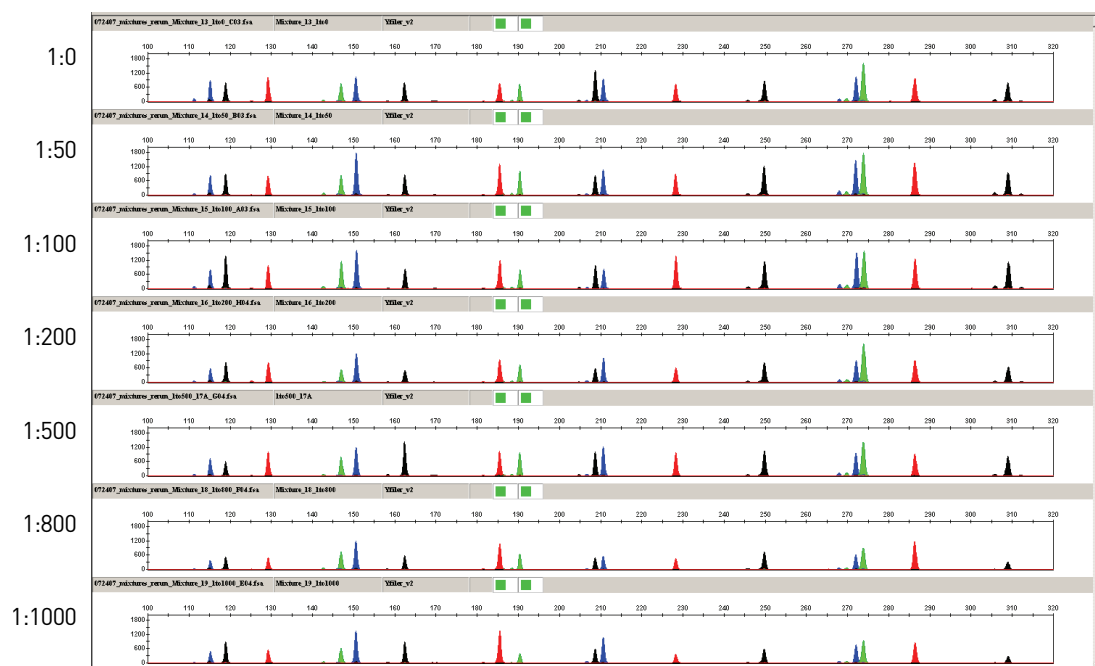 072407_mixtures_rerun_Mixture_13_1to0_C03.fsa Mixture_13_1to0 Yfiler_v2
1:0
100 110 120 130 140 150 160 170 180 190 200 210 220 230 240 250 260 270 280 290 300 310 320
1800
1200
600
0
072407_mixtures_rerun_Mixture_14_1to50_B03.fsa Mixture_14_1to50 Yfiler_v2
1:50
100 110 120 130 140 150 160 170 180 190 200 210 220 230 240 250 260 270 280 290 300 310 320
1800
1200
600
0
072407_mixtures_rerun_Mixture_15_1to100_A03.fsa Mixture_15_1to100 Yfiler_v2
1:100
100 110 120 130 140 150 160 170 180 190 200 210 220 230 240 250 260 270 280 290 300 310 320
1800
1200
600
0
072407_mixtures_rerun_Mixture_16_1to200_H04.fsa Mixture_16_1to200 Yfiler_v2
1:200
100 110 120 130 140 150 160 170 180 190 200 210 220 230 240 250 260 270 280 290 300 310 320
1800
1200
600
0
072407_mixtures_rerun_1to500_17A_G04.fsa 1to500_17A Yfiler_v2
1:500
100 110 120 130 140 150 160 170 180 190 200 210 220 230 240 250 260 270 280 290 300 310 320
1800
1200
600
0
072407_mixtures_rerun_Mixture_18_1to800_F04.fsa Mixture_18_1to800 Yfiler_v2
1:800
100 110 120 130 140 150 160 170 180 190 200 210 220 230 240 250 260 270 280 290 300 310 320
1800
1200
600
0
072407_mixtures_rerun_Mixture_19_1to1000_E04.fsa Mixture_19_1to1000 Yfiler_v2
1:1000
100 110 120 130 140 150 160 170 180 190 200 210 220 230 240 250 260 270 280 290 300 310 320
1800
1200
600
0